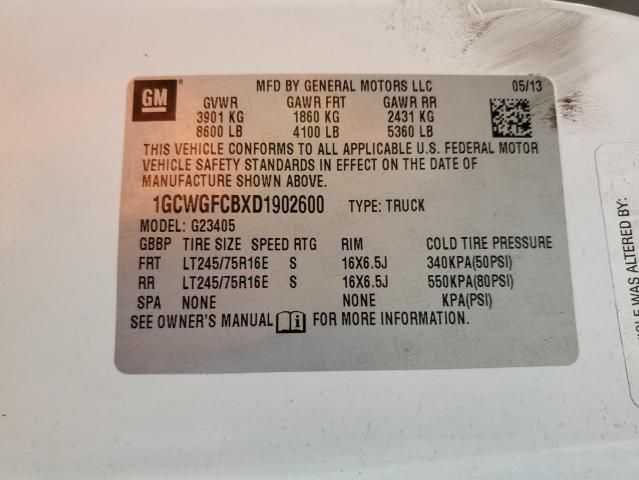 GM
®
MFD BY GENERAL MOTORS LLC 05/13
GVWR GAWR FRT GAWR RR
3901 KG 1860 KG 2431 KG
8600 LB 4100 LB 5360 LB
THIS VEHICLE CONFORMS TO ALL APPLICABLE U.S. FEDERAL MOTOR
VEHICLE SAFETY STANDARDS IN EFFECT ON THE DATE OF
MANUFACTURE SHOWN ABOVE.
1GCWGFCBXD1902600 TYPE: TRUCK
MODEL: G23405
GBBP TIRE SIZE SPEED RTG RIM COLD TIRE PRESSURE
FRT LT245/75R16E S 16X6.5J 340KPA(50PSI)
RR LT245/75R16E S 16X6.5J 550KPA(80PSI)
SPA NONE NONE KPA(PSI)
SEE OWNER'S MANUAL i FOR MORE INFORMATION.
WAS ALTERED BY: